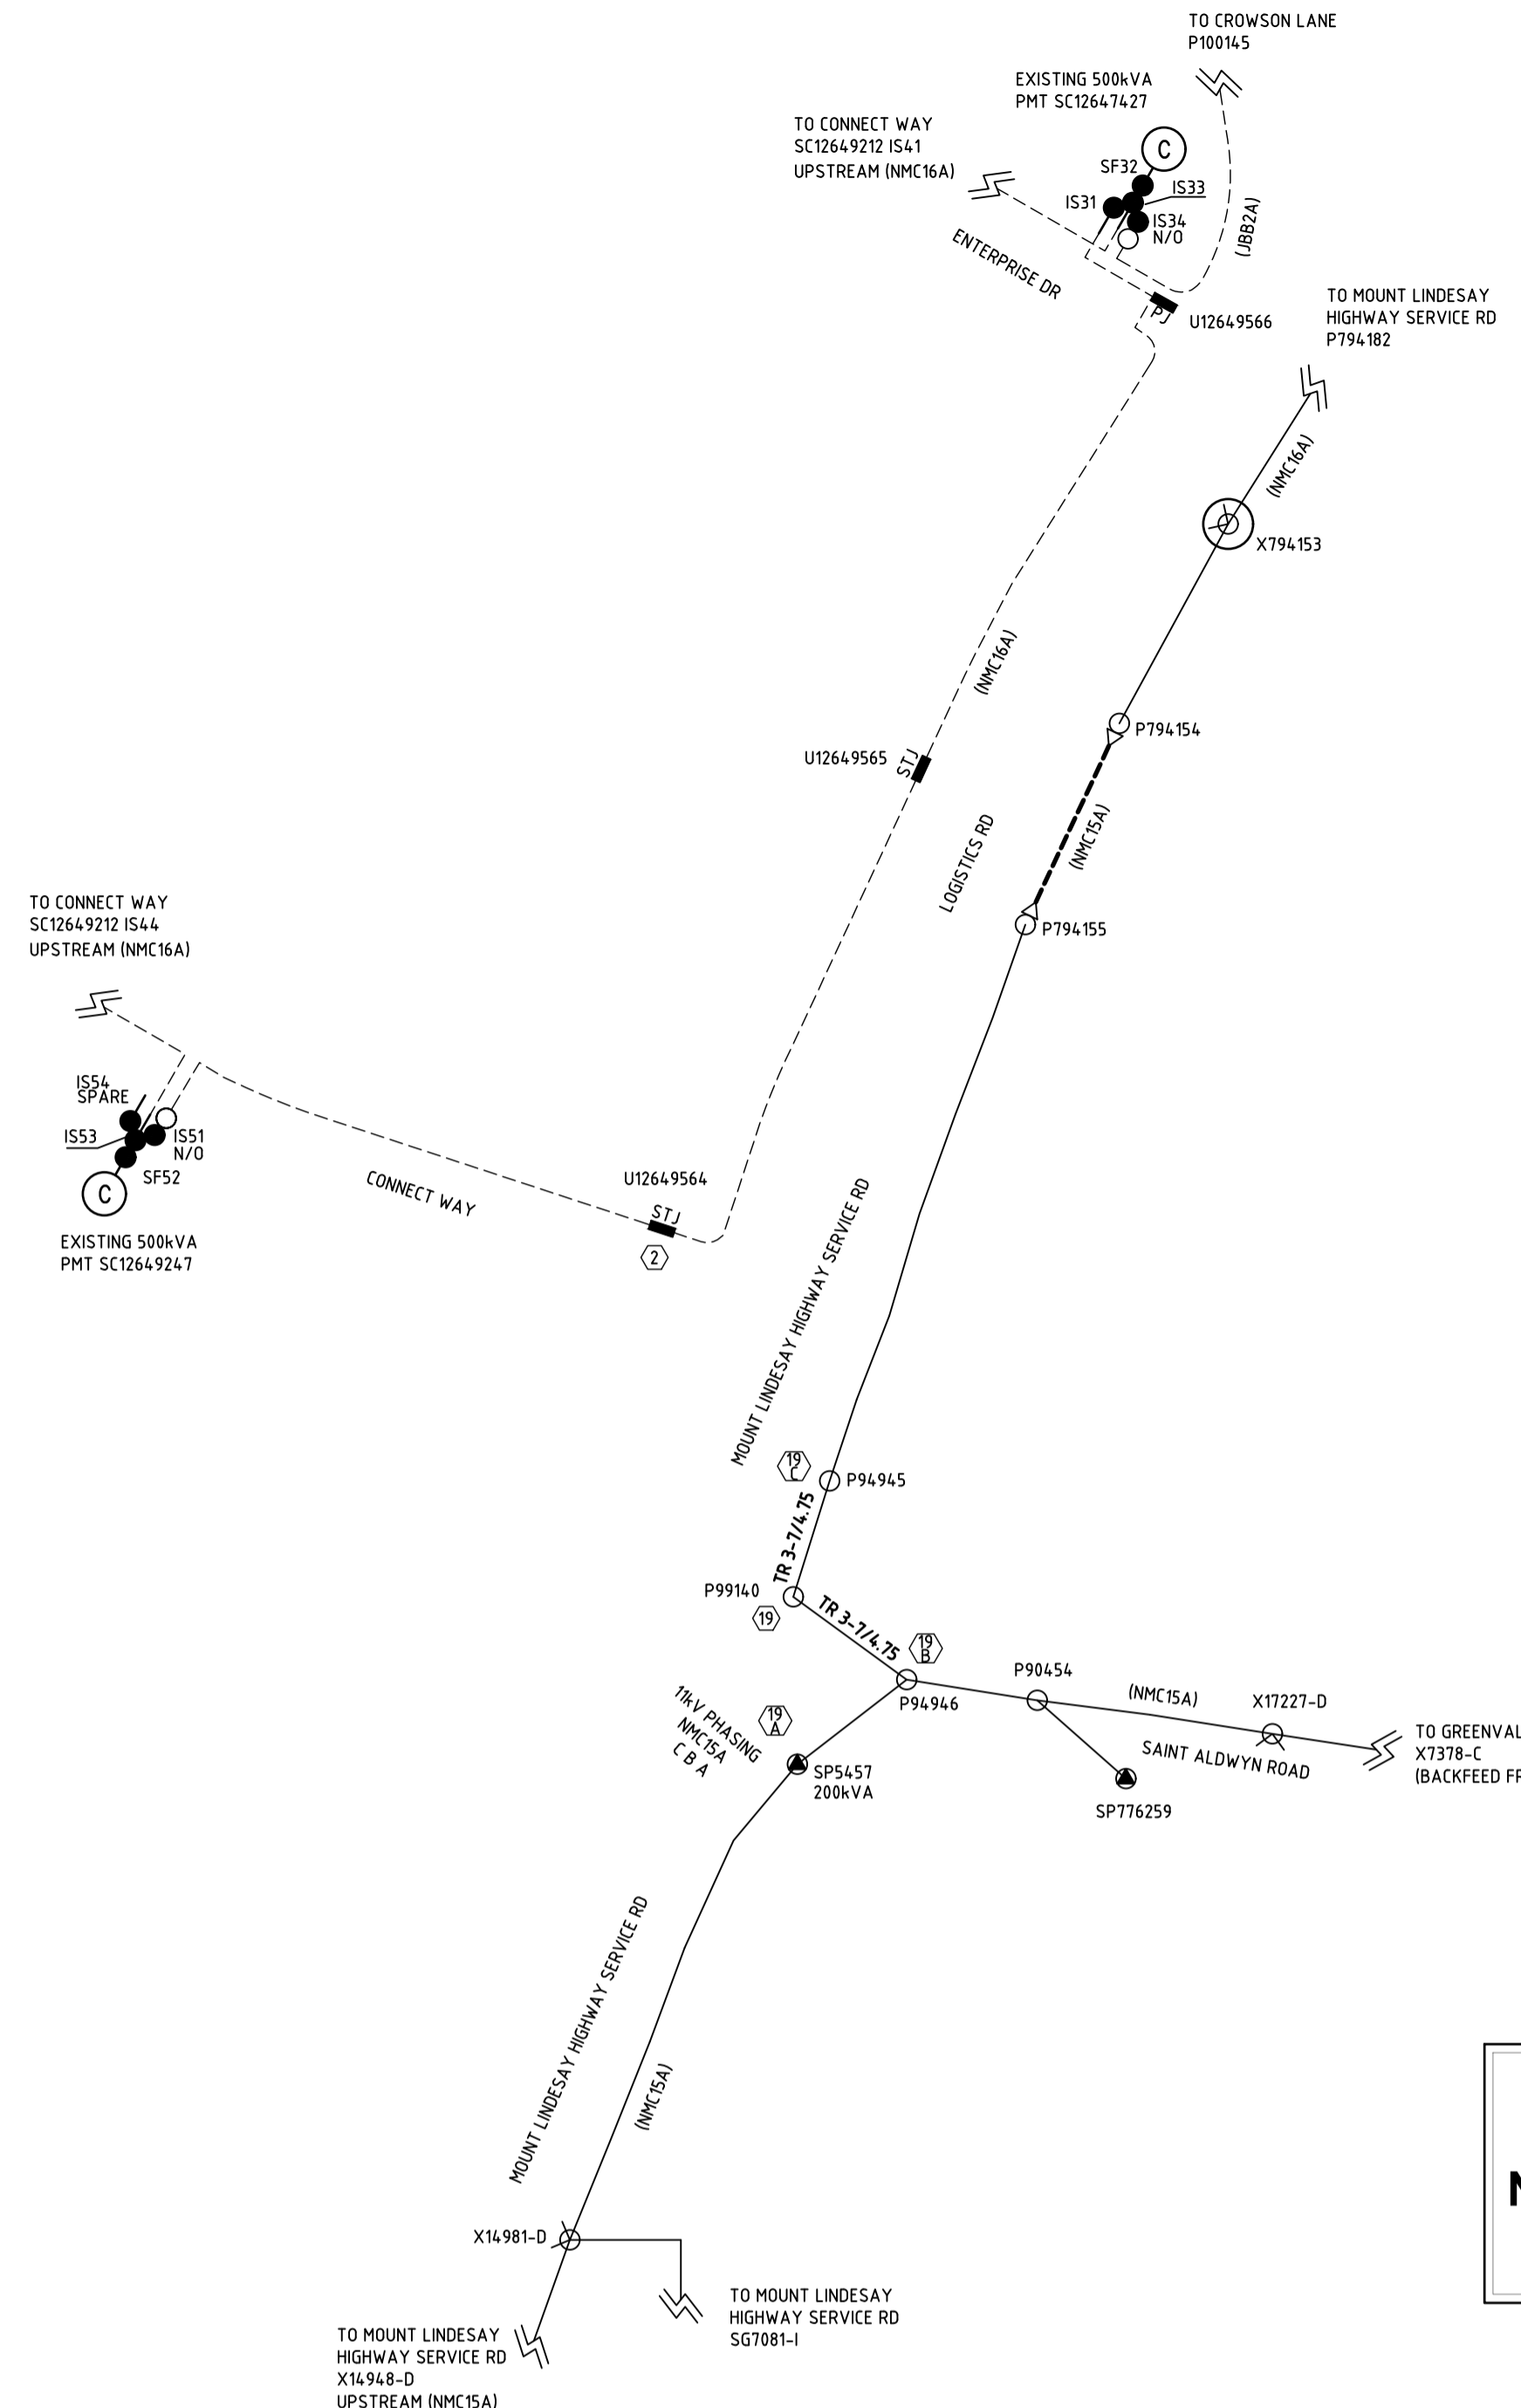 TO CROWSON LANE
P100145
EXISTING 500kVA
PMT SC12647427
TO CONNECT WAY
SC12649212 IS41
UPSTREAM (NMC16A)
C
SF32
IS33
IS31
IS34
N/O
(JBB2A)
ENTERPRISE DR
PJ
U12649566
TO MOUNT LINDESAY
HIGHWAY SERVICE RD
P794182
(NMC16A)
X794153
(NMC16A)
P794154
U12649565
STJ
(NMC15A)
LOGISTICS RD
P794155
TO CONNECT WAY
SC12649212 IS44
UPSTREAM (NMC16A)
IS54
SPARE
IS53
IS51
N/O
SF52
C
EXISTING 500kVA
PMT SC12649247
CONNECT WAY
U12649564
STJ
2
MOUNT LINDESAY HIGHWAY SERVICE RD
19
C
P94945
TR 3-7/4.75
P99140
19
TR 3-7/4.75
19
B
P90454
P94946
(NMC15A)
X17227-D
11kV PHASING
NMC15A
C B A
19
A
SAINT ALDWYN ROAD
TO GREENVAL
X7378-C
(BACKFEED FR
SP5457
200kVA
SP776259
MOUNT LINDESAY HIGHWAY SERVICE RD
(NMC15A)
X14981-D
TO MOUNT LINDESAY
HIGHWAY SERVICE RD
SG7081-I
TO MOUNT LINDESAY
HIGHWAY SERVICE RD
X14948-D
UPSTREAM (NMC15A)